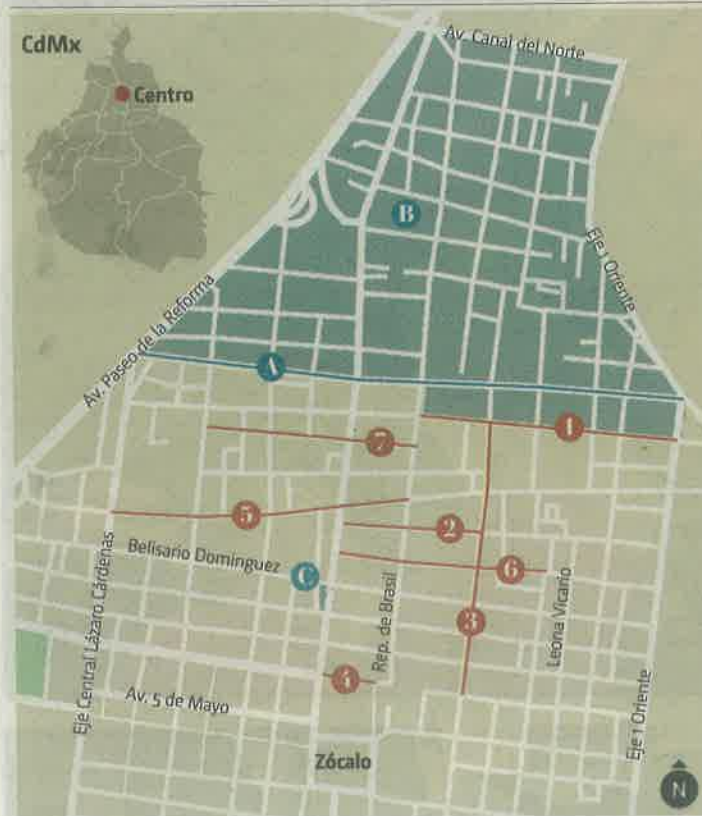 CdMx
Centro
Av. Canal del Norte
B
Eje 1 Oriente
Av. Paseo de la Reforma
A
1
7
5
2
Belisario Domínguez
C
6
Eje Central Lázaro Cárdenas
Rep. de Brasil
3
Leona Vicario
4
Av. 5 de Mayo
Eje 1 Oriente
Zócalo
N